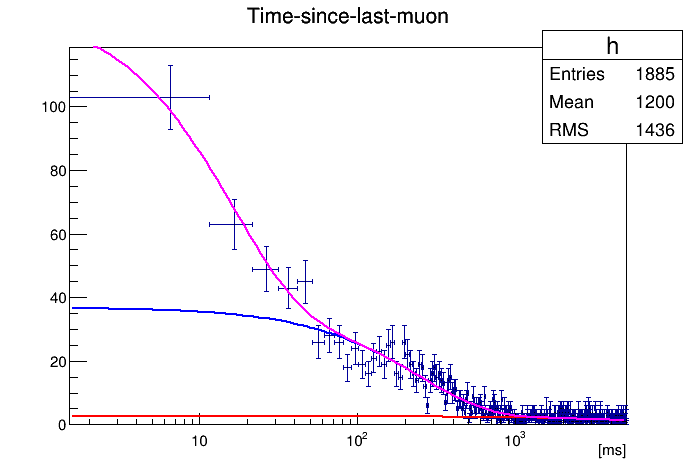 Time-since-last-muon
h
Entries 1885
Mean 1200
RMS 1436
100
80
60
40
20
0
10 10² 10³
[ms]